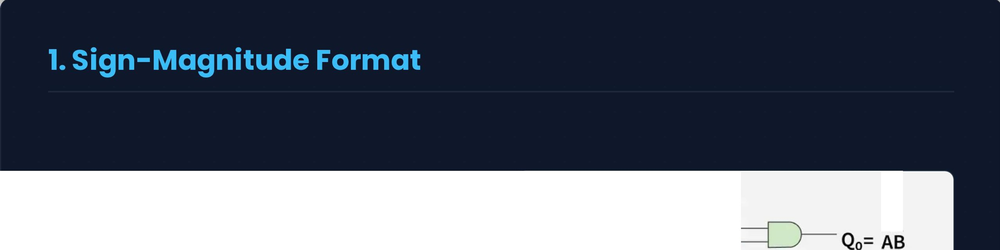 1. Sign-Magnitude Format
Q₀= AB